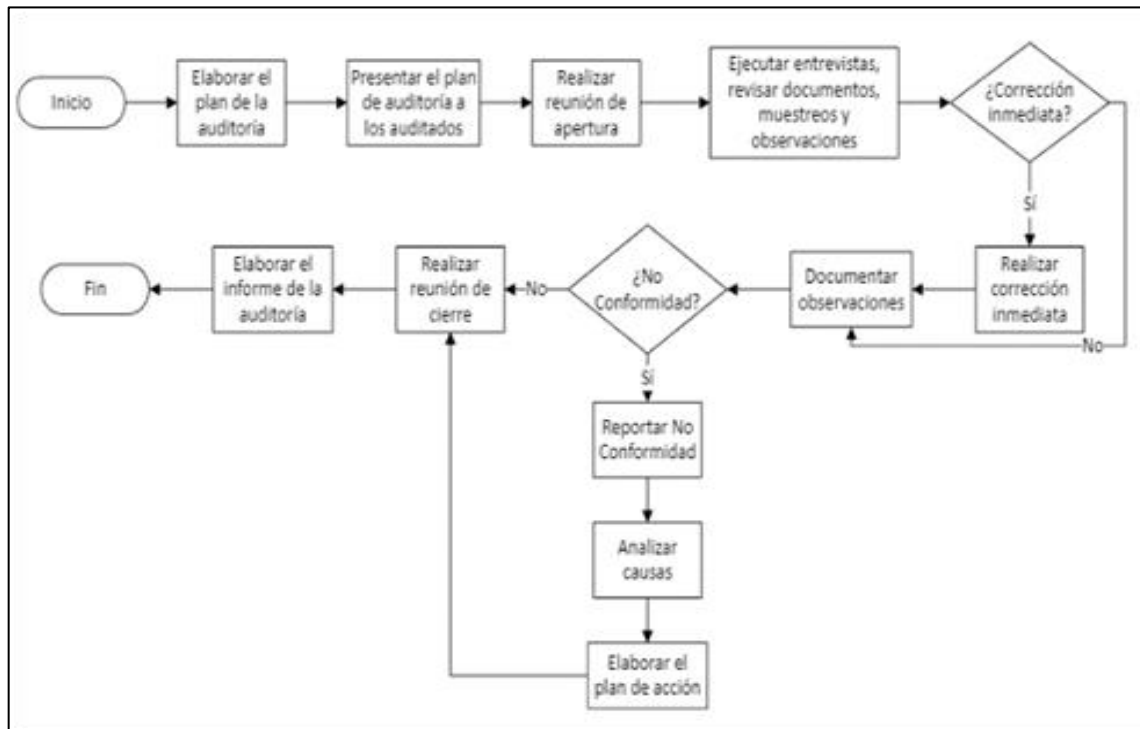 Inicio
Elaborar el
plan de la
auditoría
Presentar el plan
de auditoría a
los auditados
Realizar
reunión de
apertura
Ejecutar entrevistas,
revisar documentos,
muestreos y
observaciones
¿Corrección
inmediata?
Sí
No
Realizar
corrección
inmediata
Documentar
observaciones
¿No
Conformidad?
No
Realizar
reunión de
cierre
Elaborar el
informe de la
auditoría
Fin
Sí
Reportar No
Conformidad
Analizar
causas
Elaborar el
plan de acción